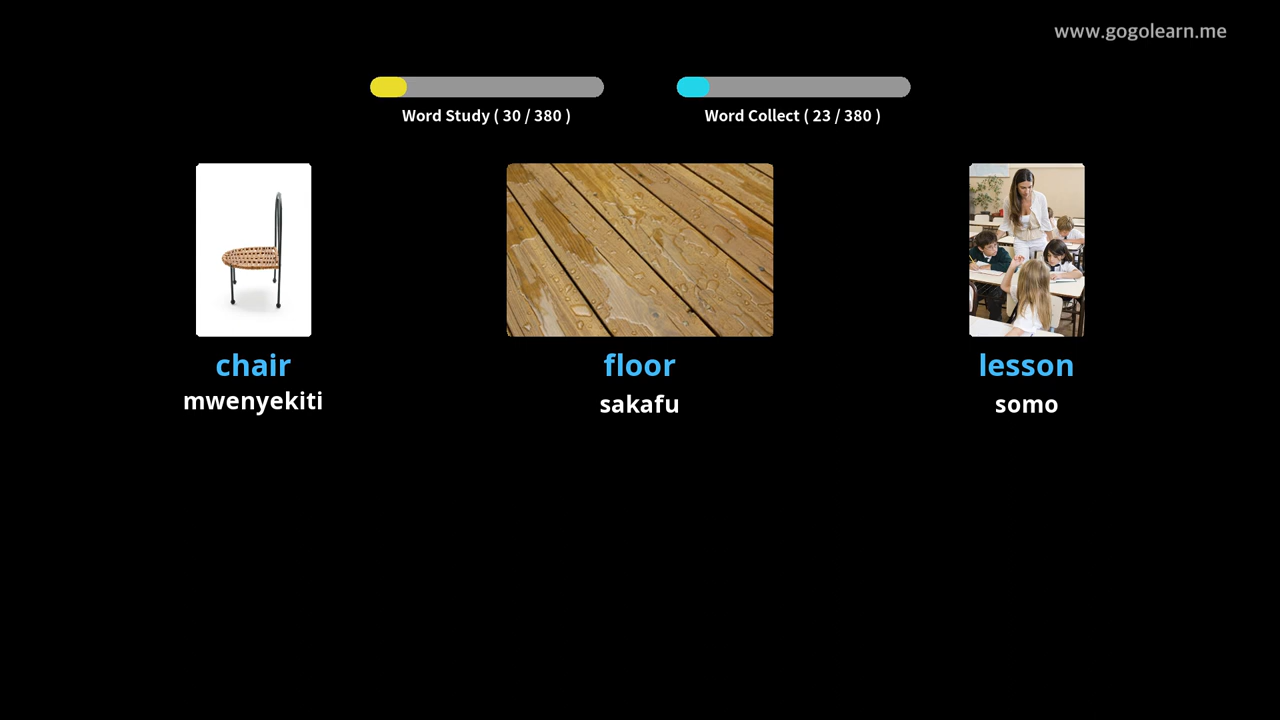 www.gogolearn.me
Word Study ( 30 / 380 )
Word Collect ( 23 / 380 )
chair
mwenyekiti
floor
sakafu
lesson
somo